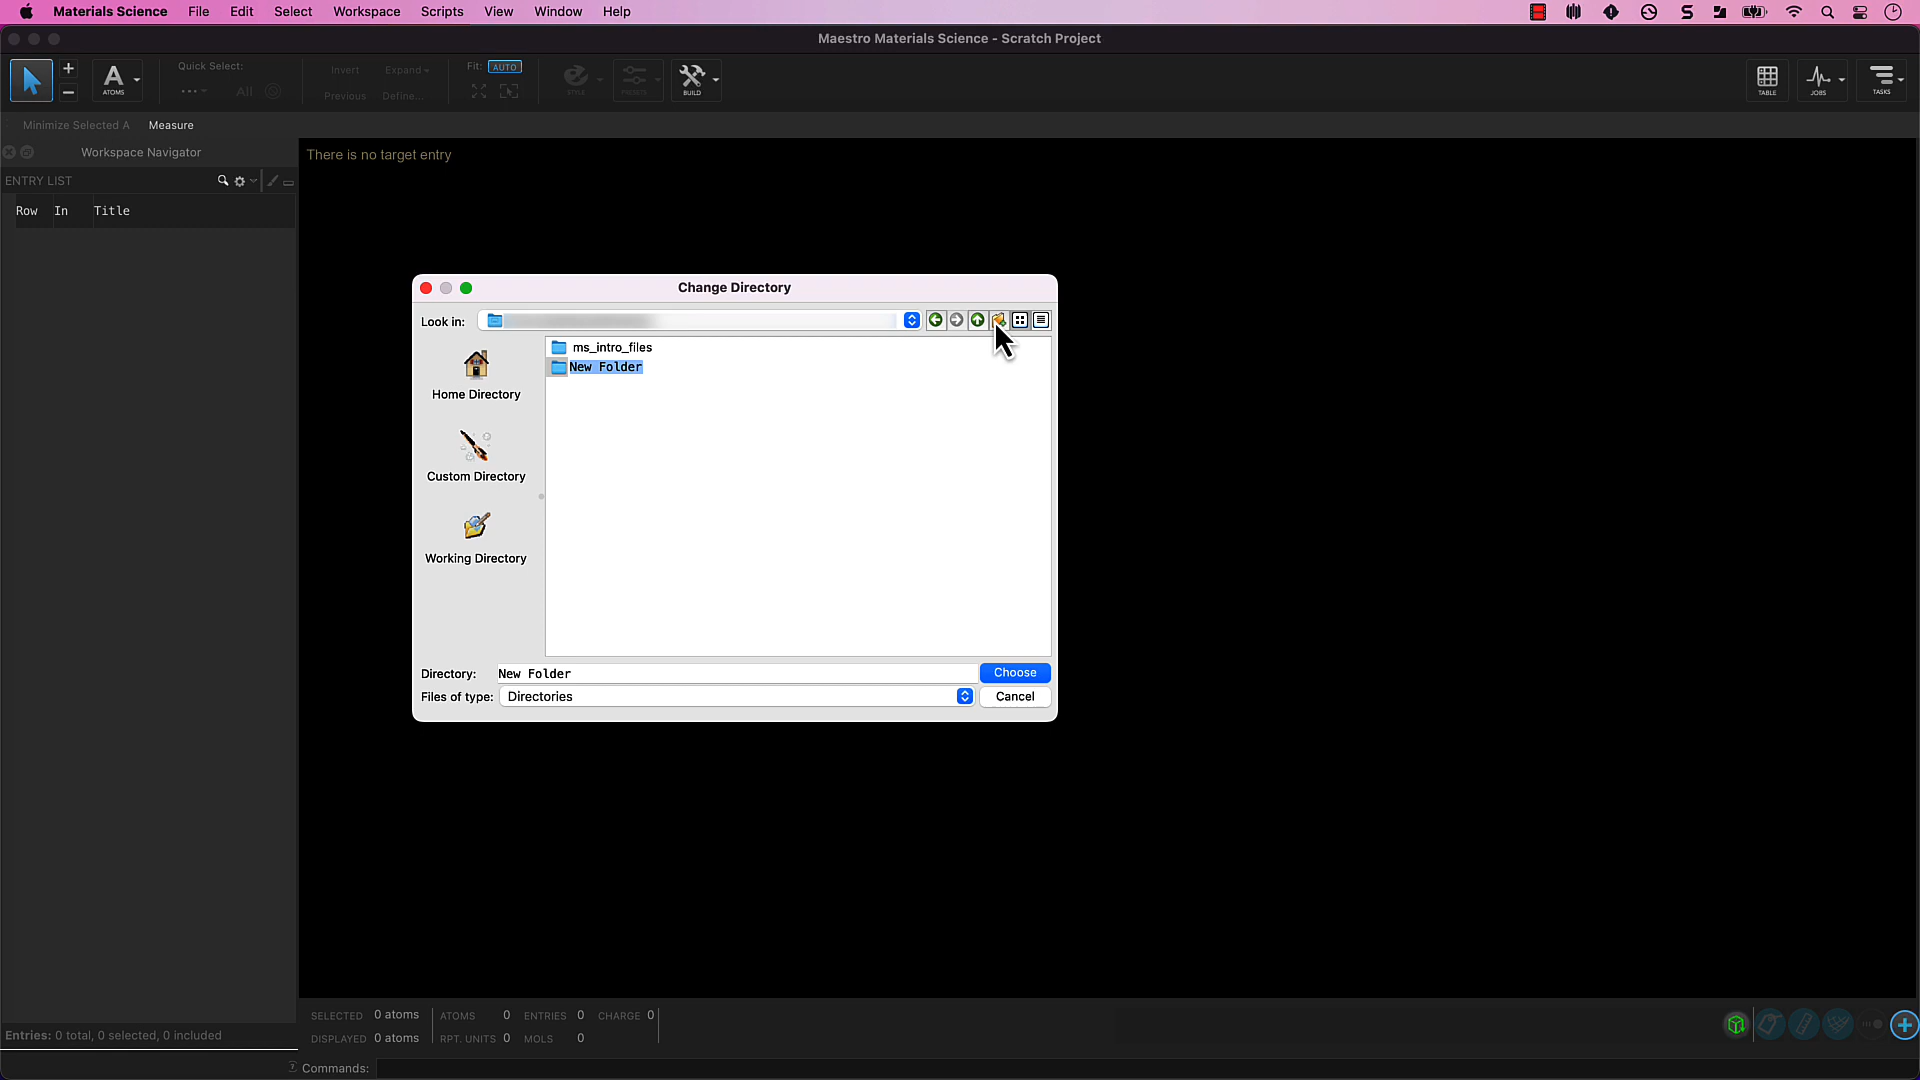 Materials Science File Edit Select Workspace Scripts View Window Help
Maestro Materials Science - Scratch Project
Quick Select: Invert Expand Fit: AUTO
ATOMS All Previous Define... STYLE PRESETS BUILD TABLE JOBS TASKS
Minimize Selected A Measure
Workspace Navigator
There is no target entry
ENTRY LIST
Row In Title
Change Directory
Look in:
ms_intro_files
New Folder
Home Directory
Custom Directory
Working Directory
Directory: New Folder Choose
Files of type: Directories Cancel
SELECTED 0 atoms ATOMS 0 ENTRIES 0 CHARGE 0
DISPLAYED 0 atoms RPT. UNITS 0 MOLS 0
Entries: 0 total, 0 selected, 0 included
Commands: